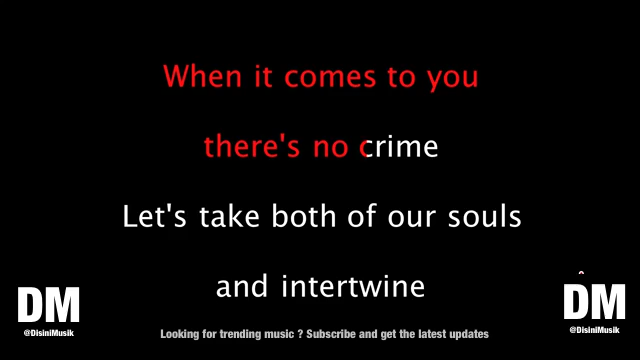 When it comes to you
there's no crime
Let's take both of our souls
and intertwine
DM
@DisiniMusik
Looking for trending music ? Subscribe and get the latest updates
DM
@DisiniMusik